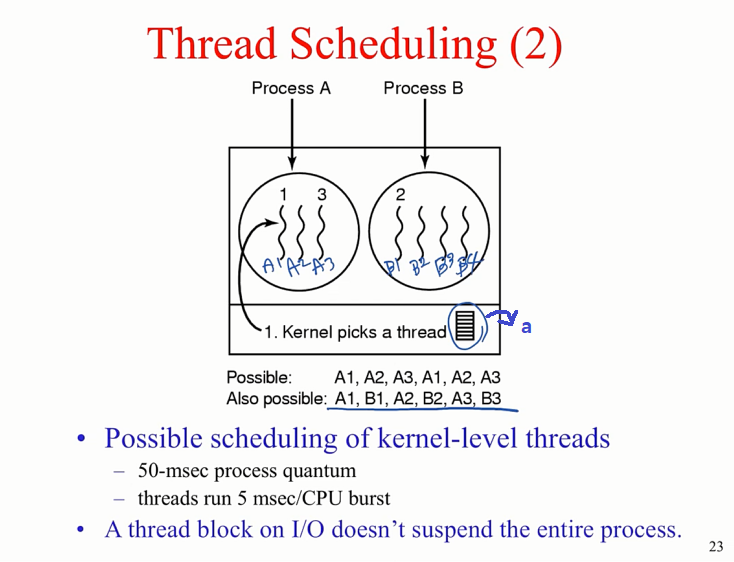 Thread Scheduling (2)
Process A Process B
1 3 2
A1 A2 A3 B1 B2 B3 B4
1. Kernel picks a thread
a
Possible: A1, A2, A3, A1, A2, A3
Also possible: A1, B1, A2, B2, A3, B3
• Possible scheduling of kernel-level threads
– 50-msec process quantum
– threads run 5 msec/CPU burst
• A thread block on I/O doesn't suspend the entire process.
23